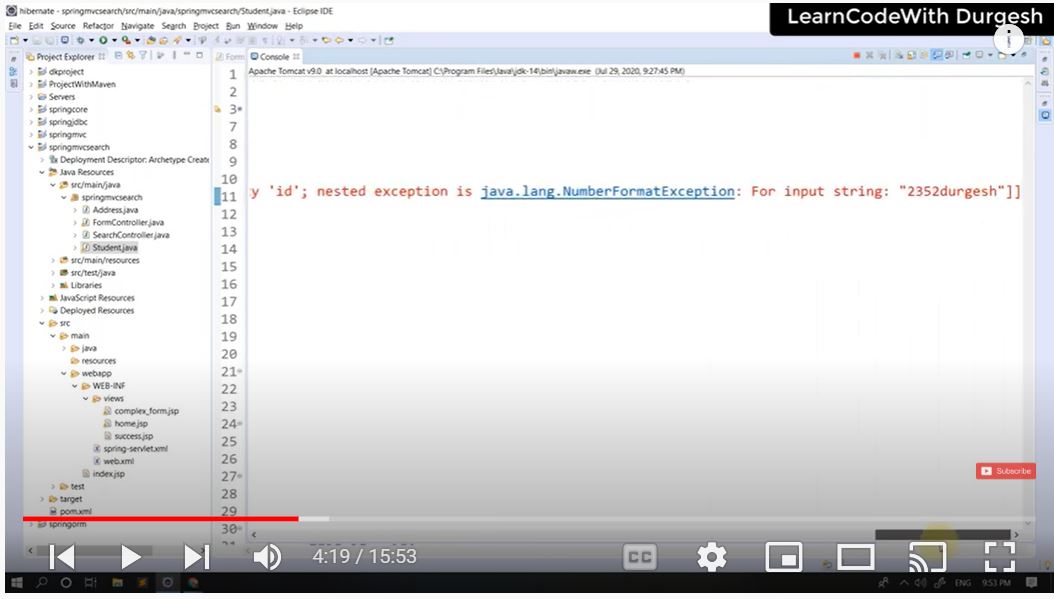 hibernate - springmvcsearch/src/main/java/springmvcsearch/Student.java - Eclipse IDE
LearnCodeWith Durgesh
File Edit Source Refactor Navigate Search Project Run Window Help
Project Explorer
Form
Console
Apache Tomcat v9.0 at localhost [Apache Tomcat] C:\Program Files\Java\jdk-14\bin\javaw.exe (Jul 29, 2020, 9:27:45 PM)
dkproject
ProjectWithMaven
Servers
springcore
springjdbc
springmvc
springmvcsearch
Deployment Descriptor: Archetype Create
Java Resources
src/main/java
springmvcsearch
Address.java
FormController.java
SearchController.java
Student.java
src/main/resources
src/test/java
Libraries
JavaScript Resources
Deployed Resources
src
main
java
resources
webapp
WEB-INF
views
complex_form.jsp
home.jsp
success.jsp
spring-servlet.xml
web.xml
index.jsp
test
target
pom.xml
springorm
1
2
3
7
8
9
10
11
12
13
14
15
16
17
18
19
20
21
22
23
24
25
26
27
28
29
30
y 'id'; nested exception is java.lang.NumberFormatException: For input string: "2352durgesh"]]
Subscribe
4:19 / 15:53
CC
ENG 9:53 PM